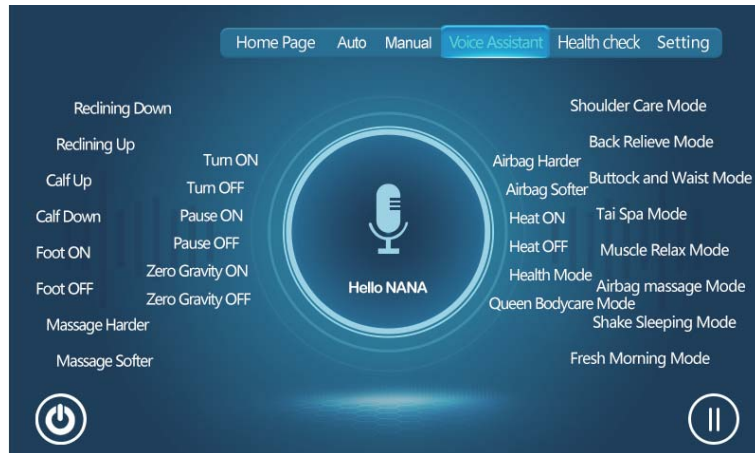 Home Page Auto Manual Voice Assistant Health check Setting
Reclining Down
Reclining Up
Calf Up
Calf Down
Foot ON
Foot OFF
Massage Harder
Massage Softer
Turn ON
Turn OFF
Pause ON
Pause OFF
Zero Gravity ON
Zero Gravity OFF
Hello NANA
Airbag Harder
Airbag Softer
Heat ON
Heat OFF
Health Mode
Queen Bodycare Mode
Shoulder Care Mode
Back Relieve Mode
Buttock and Waist Mode
Tai Spa Mode
Muscle Relax Mode
Airbag massage Mode
Shake Sleeping Mode
Fresh Morning Mode